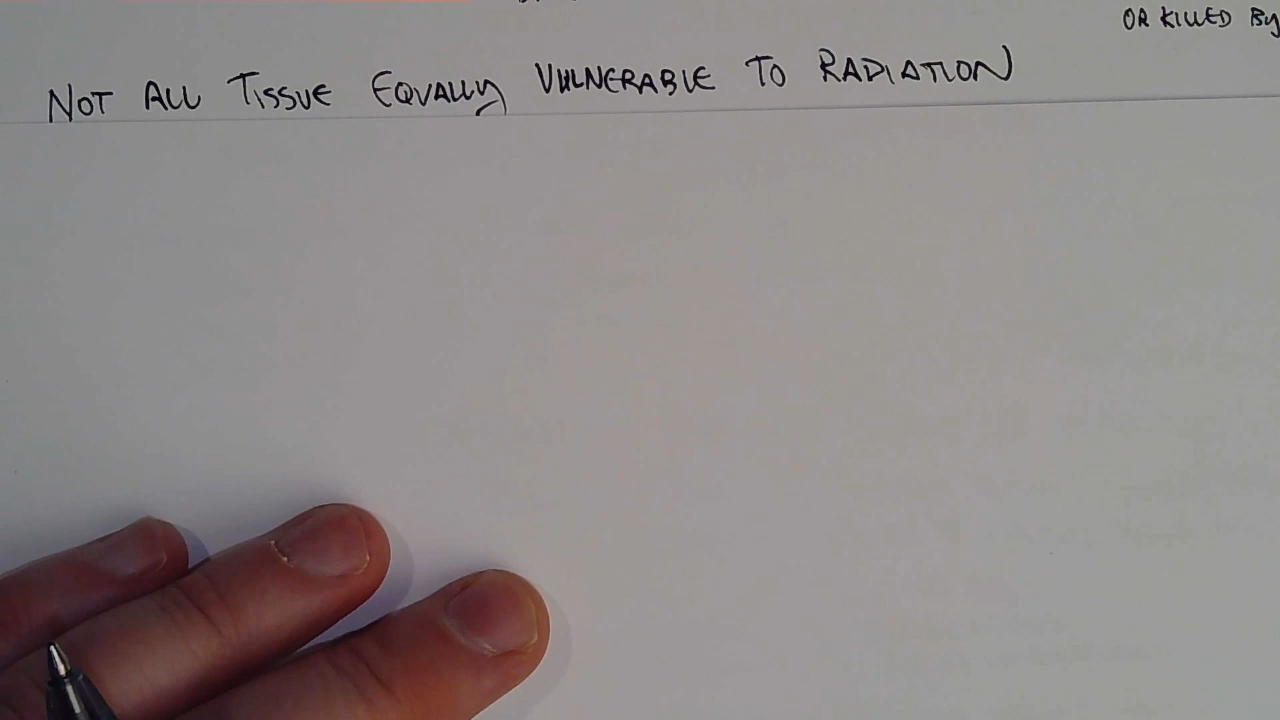 OR KILLED By
NOT ALL TISSUE EQUALLY VULNERABLE TO RADIATION